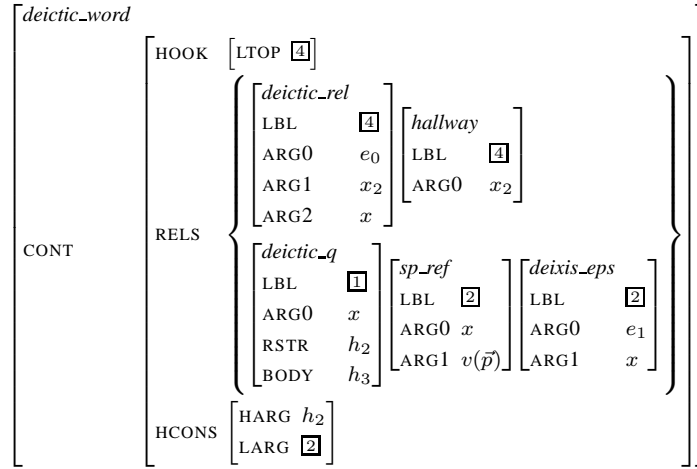 deictic_word
HOOK [LTOP 4]
deictic_rel
LBL 4
ARG0 e₀
ARG1 x₂
ARG2 x
hallway
LBL 4
ARG0 x₂
CONT
RELS
deictic_q
LBL 1
ARG0 x
RSTR h₂
BODY h₃
sp_ref
LBL 2
ARG0 x
ARG1 v(p⃗)
deixis_eps
LBL 2
ARG0 e₁
ARG1 x
HCONS
HARG h₂
LARG 2